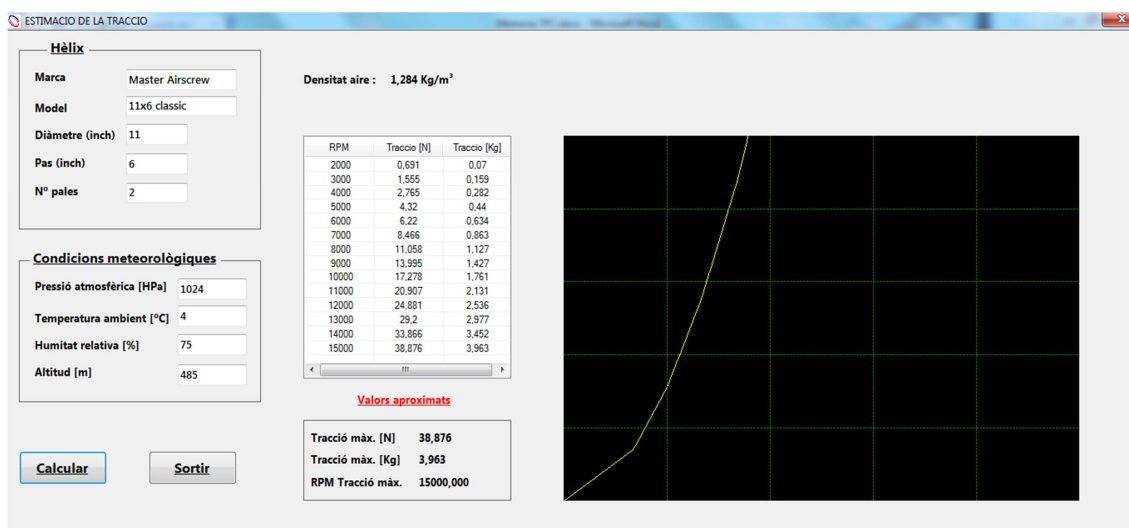 ESTIMACIO DE LA TRACCIO
Hèlix
Marca Master Airscrew
Model 11x6 classic
Diàmetre (inch) 11
Pas (inch) 6
Nº pales 2
Condicions meteorològiques
Pressió atmosfèrica [HPa] 1024
Temperatura ambient [ºC] 4
Humitat relativa [%] 75
Altitud [m] 485
Calcular Sortir
Densitat aire : 1,284 Kg/m³
RPM Traccio [N] Traccio [Kg]
2000 0,691 0,07
3000 1,555 0,159
4000 2,765 0,282
5000 4,32 0,44
6000 6,22 0,634
7000 8,466 0,863
8000 11,058 1,127
9000 13,995 1,427
10000 17,278 1,761
11000 20,907 2,131
12000 24,881 2,536
13000 29,2 2,977
14000 33,866 3,452
15000 38,876 3,963
Valors aproximats
Tracció màx. [N] 38,876
Tracció màx. [Kg] 3,963
RPM Tracció màx. 15000,000